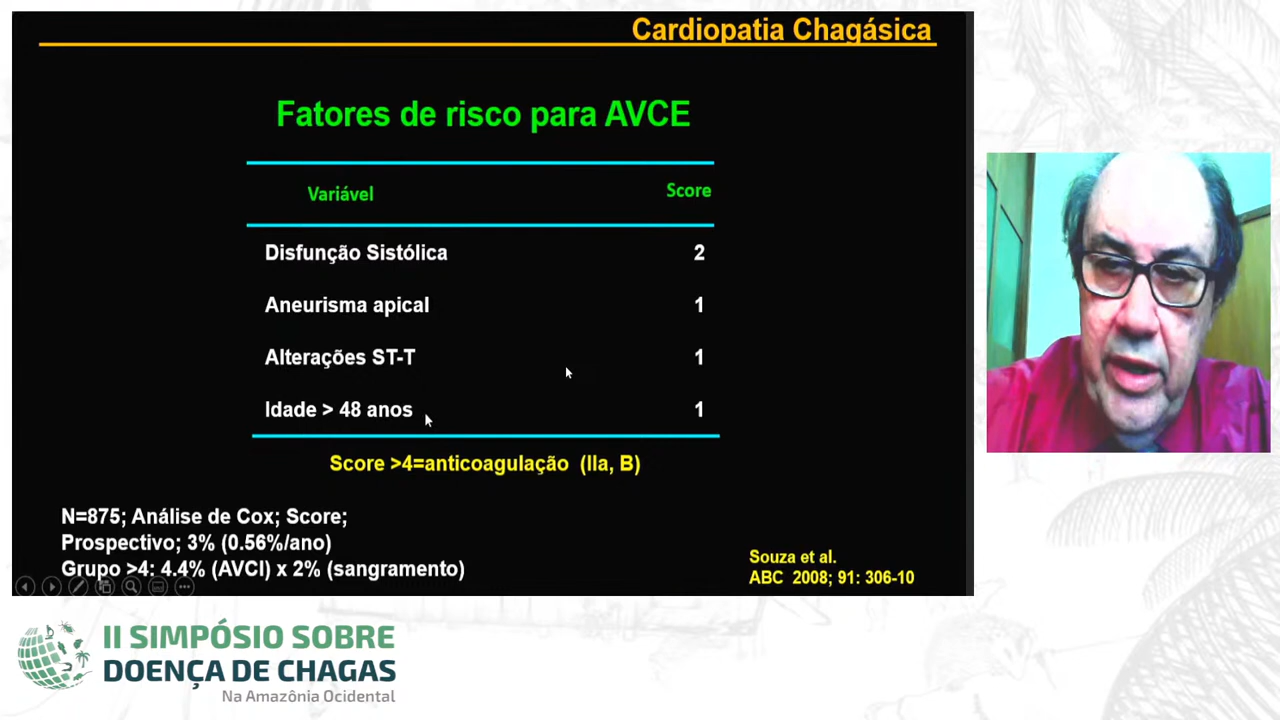 Cardiopatia Chagásica
Fatores de risco para AVCE
Variável Score
Disfunção Sistólica 2
Aneurisma apical 1
Alterações ST-T 1
Idade > 48 anos 1
Score >4=anticoagulação (IIa, B)
N=875; Análise de Cox; Score;
Prospectivo; 3% (0.56%/ano)
Grupo >4: 4.4% (AVCI) x 2% (sangramento)
Souza et al.
ABC 2008; 91: 306-10
II SIMPÓSIO SOBRE
DOENÇA DE CHAGAS
Na Amazônia Ocidental